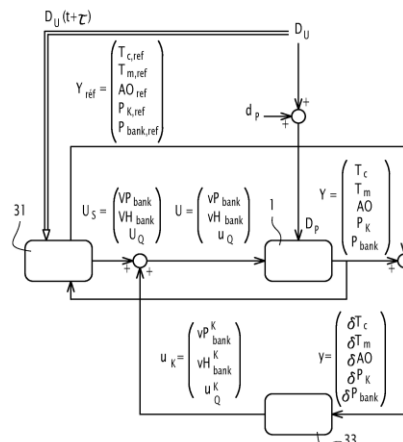 D_U (t+τ)
D_U
Y_réf = (T_c,ref
T_m,ref
AO_ref
P_K,ref
P_bank,ref)
d_P
+
+
31
U_S = (VP_bank
VH_bank
U_Q)
U = (vP_bank
vH_bank
u_Q)
1
D_P
Y = (T_c
T_m
AO
P_K
P_bank)
+
+
+
u_K = (vP^K_bank
vH^K_bank
u^K_Q)
y = (δT_c
δT_m
δAO
δP_K
δP_bank)
33